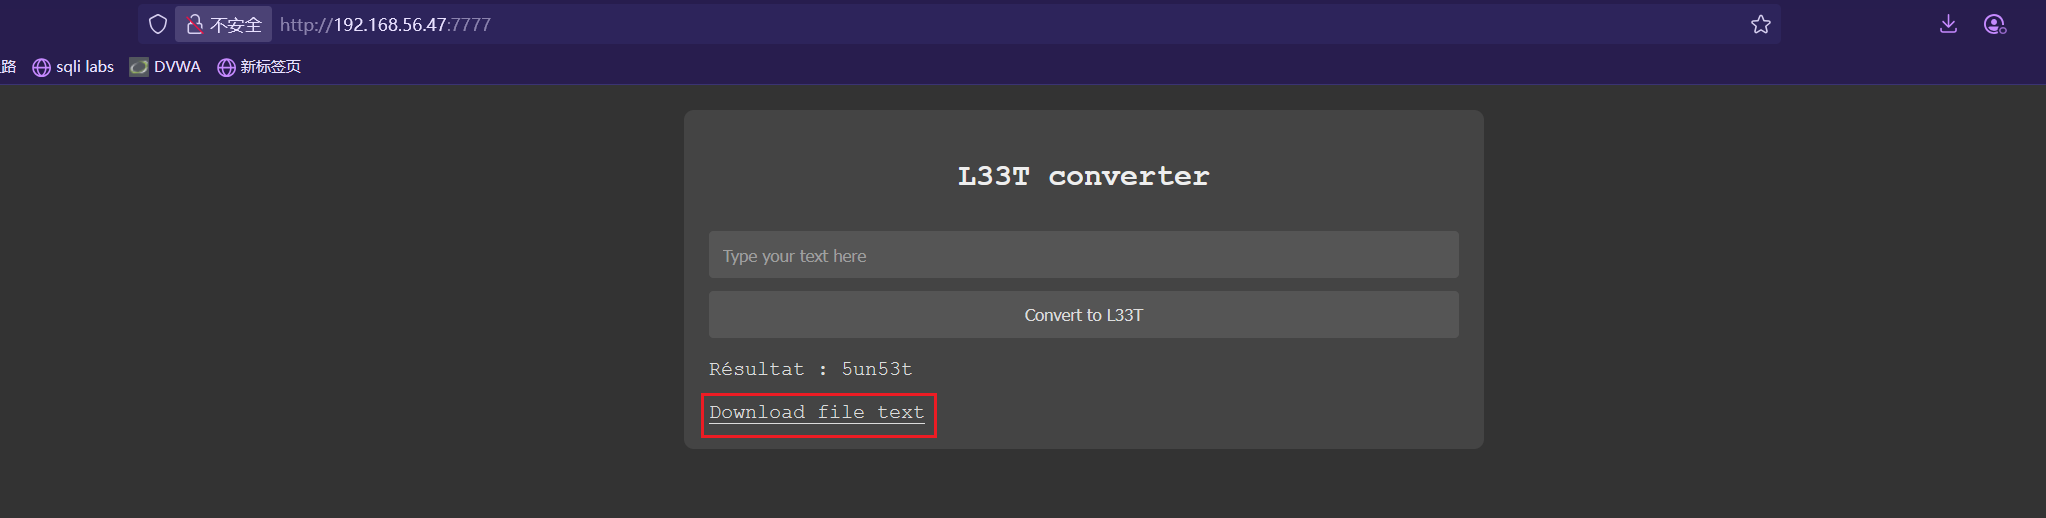 不安全 http://192.168.56.47:7777
路 sqli labs DVWA 新标签页
L33T converter
Type your text here
Convert to L33T
Résultat : 5un53t
Download file text